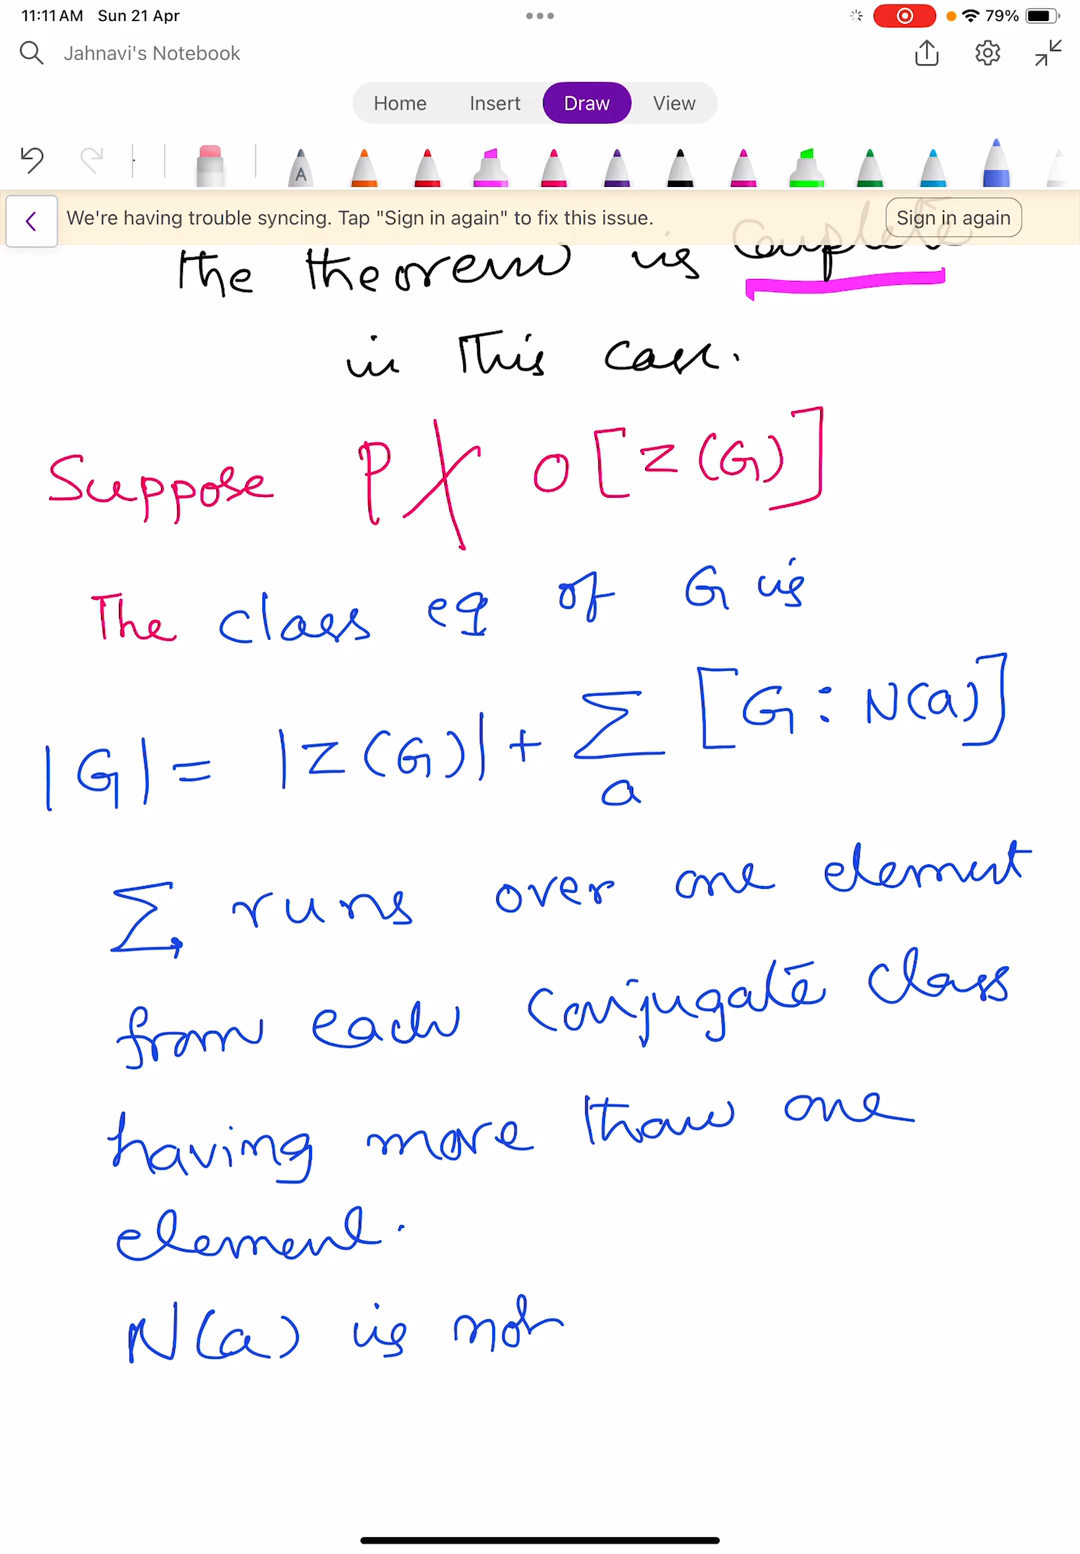 11:11 AM Sun 21 Apr
79%
Jahnavi's Notebook
Home Insert Draw View
A
We're having trouble syncing. Tap "Sign in again" to fix this issue. Sign in again
the theorem is complete
in this case.
Suppose P ∤ O[Z(G)]
The class eq of G is
|G| = |Z(G)| + Σ [G : N(a)]
a
Σ, runs over one element
from each conjugate class
having more than one
element.
N(a) is not